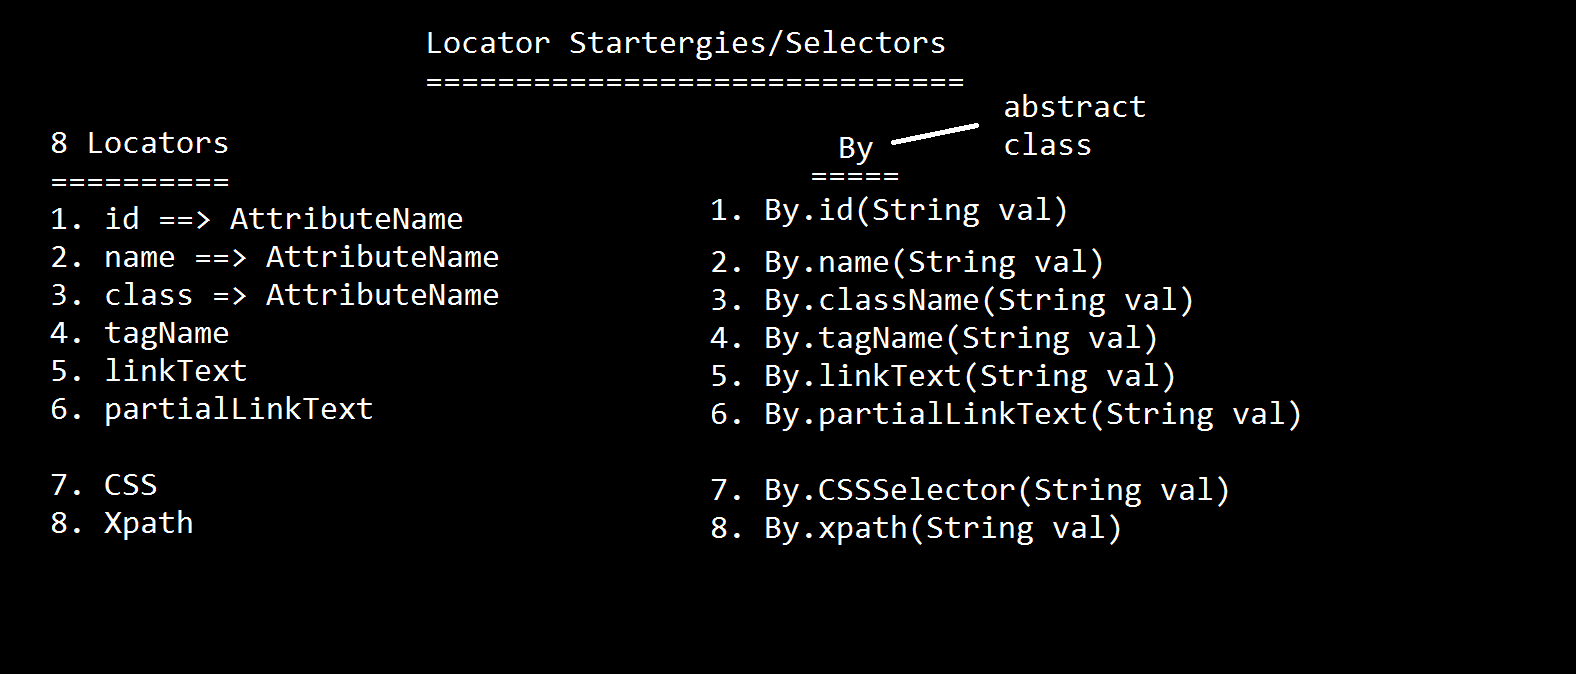 Locator Startergies/Selectors
==============================
8 Locators
==========
1. id ==> AttributeName
2. name ==> AttributeName
3. class => AttributeName
4. tagName
5. linkText
6. partialLinkText
7. CSS
8. Xpath
abstract
class
By
=====
1. By.id(String val)
2. By.name(String val)
3. By.className(String val)
4. By.tagName(String val)
5. By.linkText(String val)
6. By.partialLinkText(String val)
7. By.CSSSelector(String val)
8. By.xpath(String val)